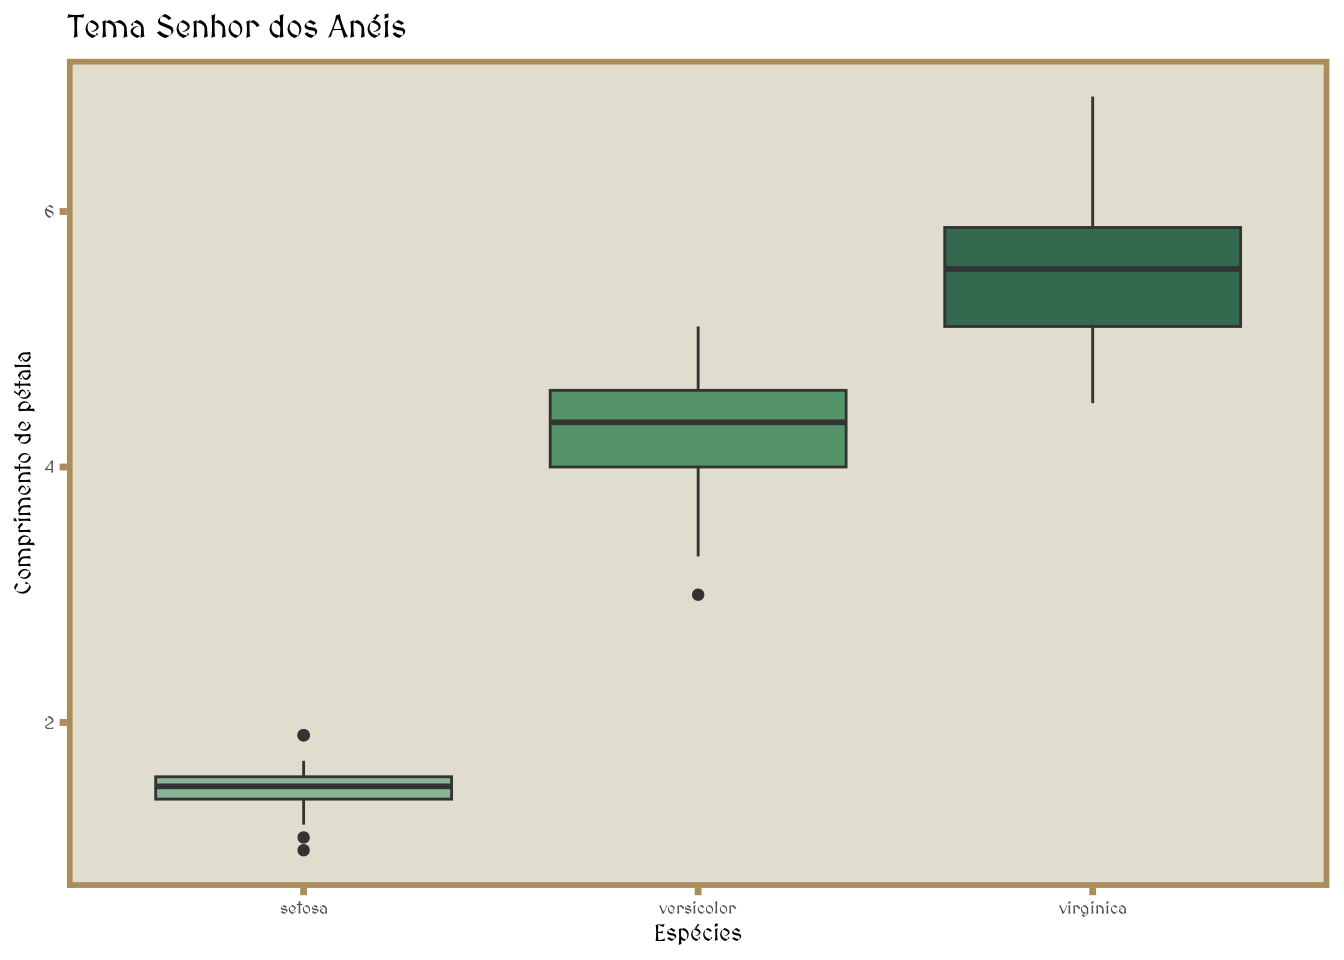 Tema Senhor dos Anéis
Comprimento de pétala
6
4
2
setosa
versicolor
virginica
Espécies